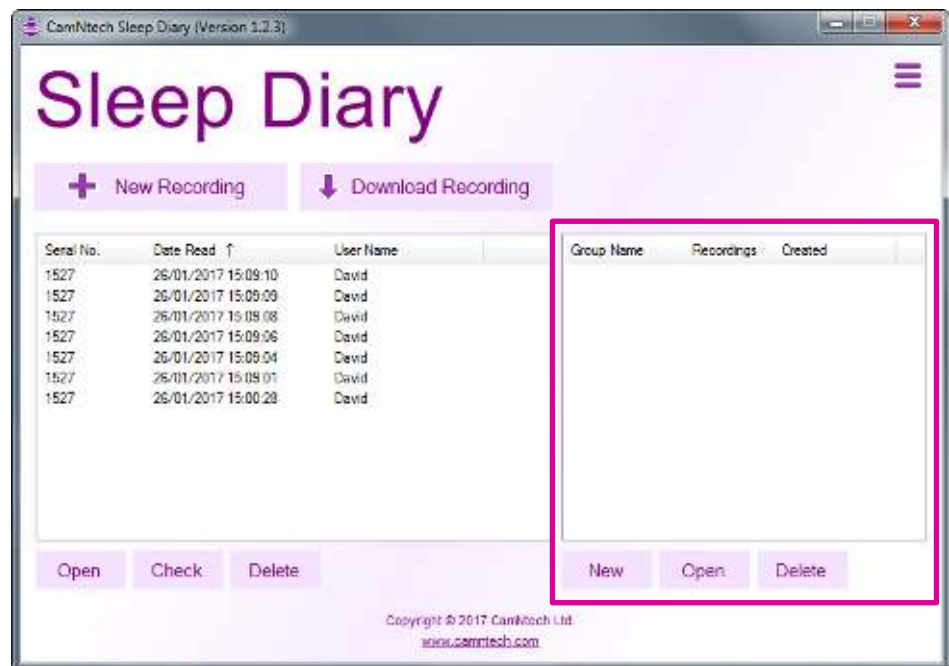 CamNtech Sleep Diary (Version 1.2.3)
Sleep Diary
New Recording
Download Recording
Serial No. Date Read ↑ User Name
1527 26/01/2017 15:09:10 David
1527 26/01/2017 15:09:09 David
1527 26/01/2017 15:09:08 David
1527 26/01/2017 15:09:06 David
1527 26/01/2017 15:09:04 David
1527 26/01/2017 15:09:01 David
1527 26/01/2017 15:00:28 David
Open Check Delete
Group Name Recordings Created
New Open Delete
Copyright © 2017 CamNtech Ltd.
www.camntech.com